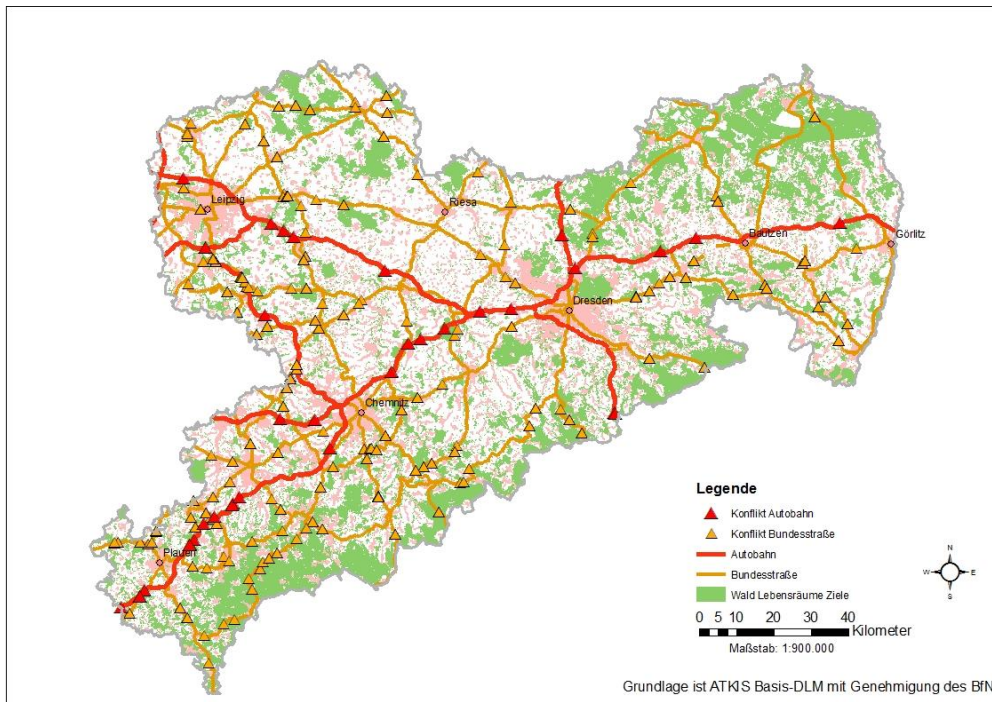 Leipzig
Riesa
Bautzen
Görlitz
Dresden
Chemnitz
Plauen
Legende
Konflikt Autobahn
Konflikt Bundesstraße
Autobahn
Bundesstraße
Wald Lebensräume Ziele
0 5 10 20 30 40 Kilometer
Maßstab: 1:900.000
N
W E
S
Grundlage ist ATKIS Basis-DLM mit Genehmigung des BfN